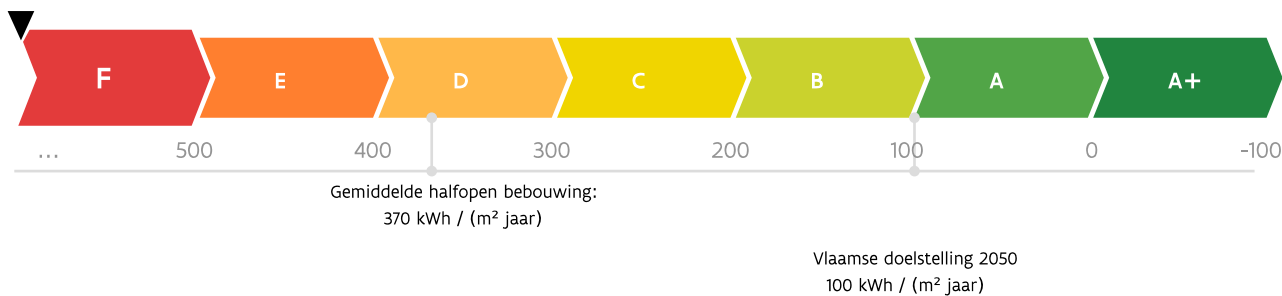 F E D C B A A+
... 500 400 300 200 100 0 -100
Gemiddelde halfopen bebouwing:
370 kWh / (m² jaar)
Vlaamse doelstelling 2050
100 kWh / (m² jaar)